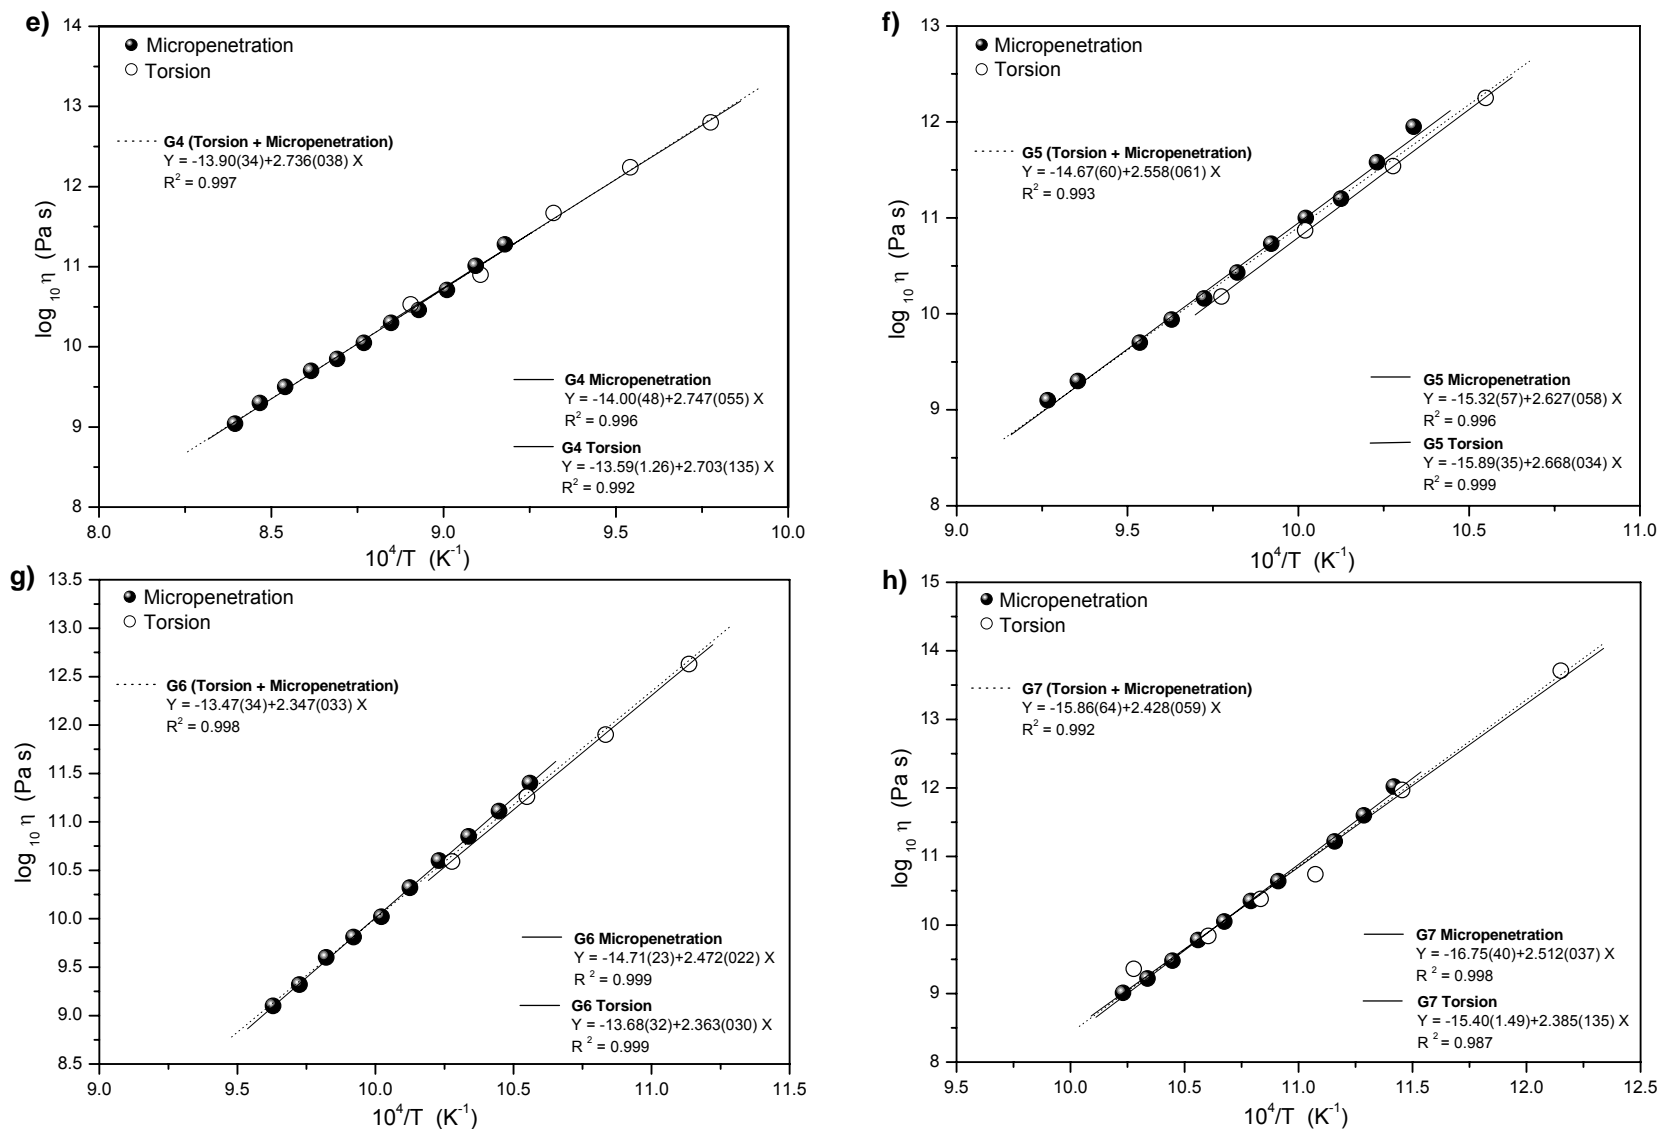 e)
14
13
12
11
10
9
8
log 10 η (Pa s)
Micropenetration
Torsion
G4 (Torsion + Micropenetration)
Y = -13.90(34)+2.736(038) X
R² = 0.997
G4 Micropenetration
Y = -14.00(48)+2.747(055) X
R² = 0.996
G4 Torsion
Y = -13.59(1.26)+2.703(135) X
R² = 0.992
8.0 8.5 9.0 9.5 10.0
10⁴/T (K⁻¹)
f)
13
12
11
10
9
8
log 10 η (Pa s)
Micropenetration
Torsion
G5 (Torsion + Micropenetration)
Y = -14.67(60)+2.558(061) X
R² = 0.993
G5 Micropenetration
Y = -15.32(57)+2.627(058) X
R² = 0.996
G5 Torsion
Y = -15.89(35)+2.668(034) X
R² = 0.999
9.0 9.5 10.0 10.5 11.0
10⁴/T (K⁻¹)
g)
13.5
13.0
12.5
12.0
11.5
11.0
10.5
10.0
9.5
9.0
8.5
log 10 η (Pa s)
Micropenetration
Torsion
G6 (Torsion + Micropenetration)
Y = -13.47(34)+2.347(033) X
R² = 0.998
G6 Micropenetration
Y = -14.71(23)+2.472(022) X
R ² = 0.999
G6 Torsion
Y = -13.68(32)+2.363(030) X
R ² = 0.999
9.0 9.5 10.0 10.5 11.0 11.5
10⁴/T (K⁻¹)
h)
15
14
13
12
11
10
9
8
log 10 η (Pa s)
Micropenetration
Torsion
G7 (Torsion + Micropenetration)
Y = -15.86(64)+2.428(059) X
R² = 0.992
G7 Micropenetration
Y = -16.75(40)+2.512(037) X
R ² = 0.998
G7 Torsion
Y = -15.40(1.49)+2.385(135) X
R ² = 0.987
9.5 10.0 10.5 11.0 11.5 12.0 12.5
10⁴/T (K⁻¹)